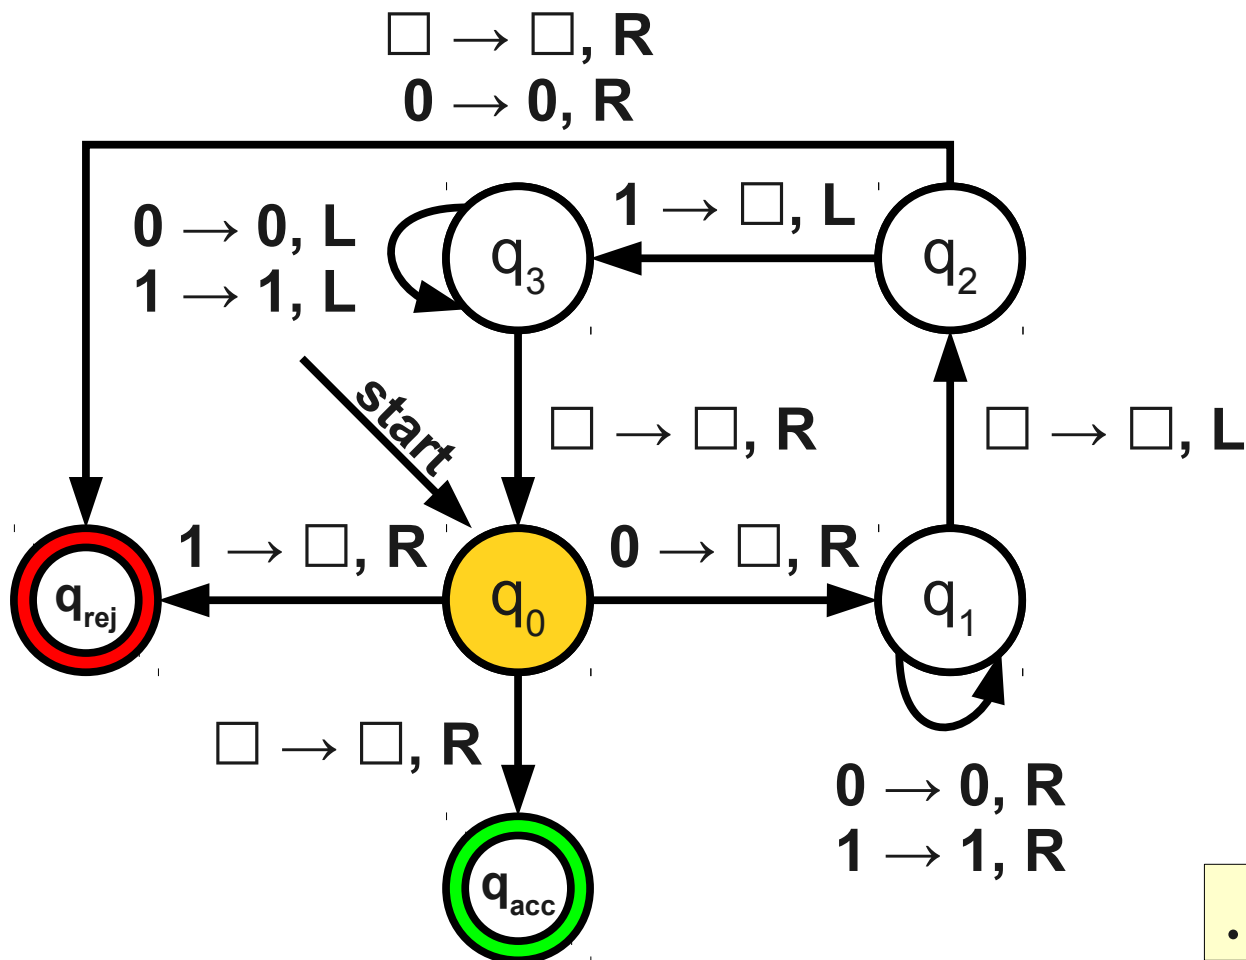 □ → □, R
0 → 0, R
0 → 0, L
1 → 1, L
q3
1 → □, L
q2
start
□ → □, R
□ → □, L
qrej
1 → □, R
q0
0 → □, R
q1
□ → □, R
0 → 0, R
1 → 1, R
qacc
.